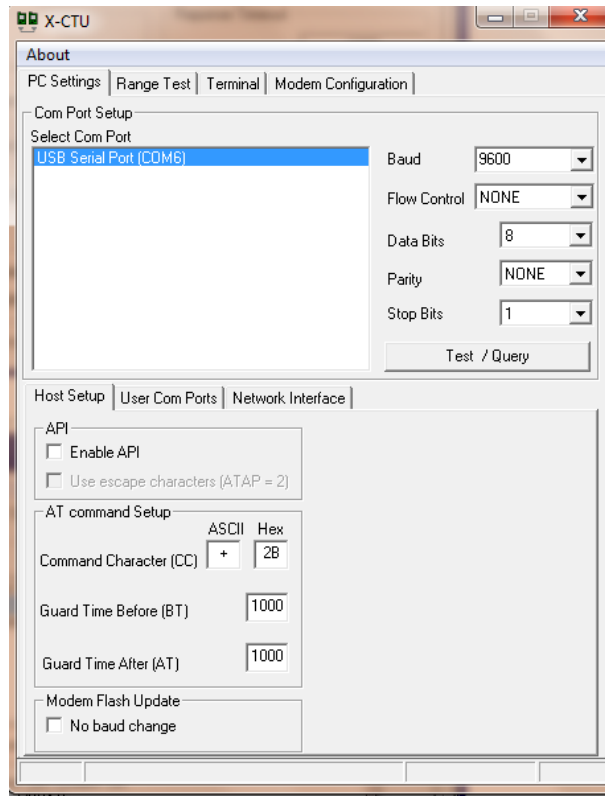 X-CTU
About
PC Settings Range Test Terminal Modem Configuration
Com Port Setup
Select Com Port
USB Serial Port (COM6)
Baud 9600
Flow Control NONE
Data Bits 8
Parity NONE
Stop Bits 1
Test / Query
Host Setup User Com Ports Network Interface
API
Enable API
Use escape characters (ATAP = 2)
AT command Setup
ASCII Hex
Command Character (CC) + 2B
Guard Time Before (BT) 1000
Guard Time After (AT) 1000
Modem Flash Update
No baud change